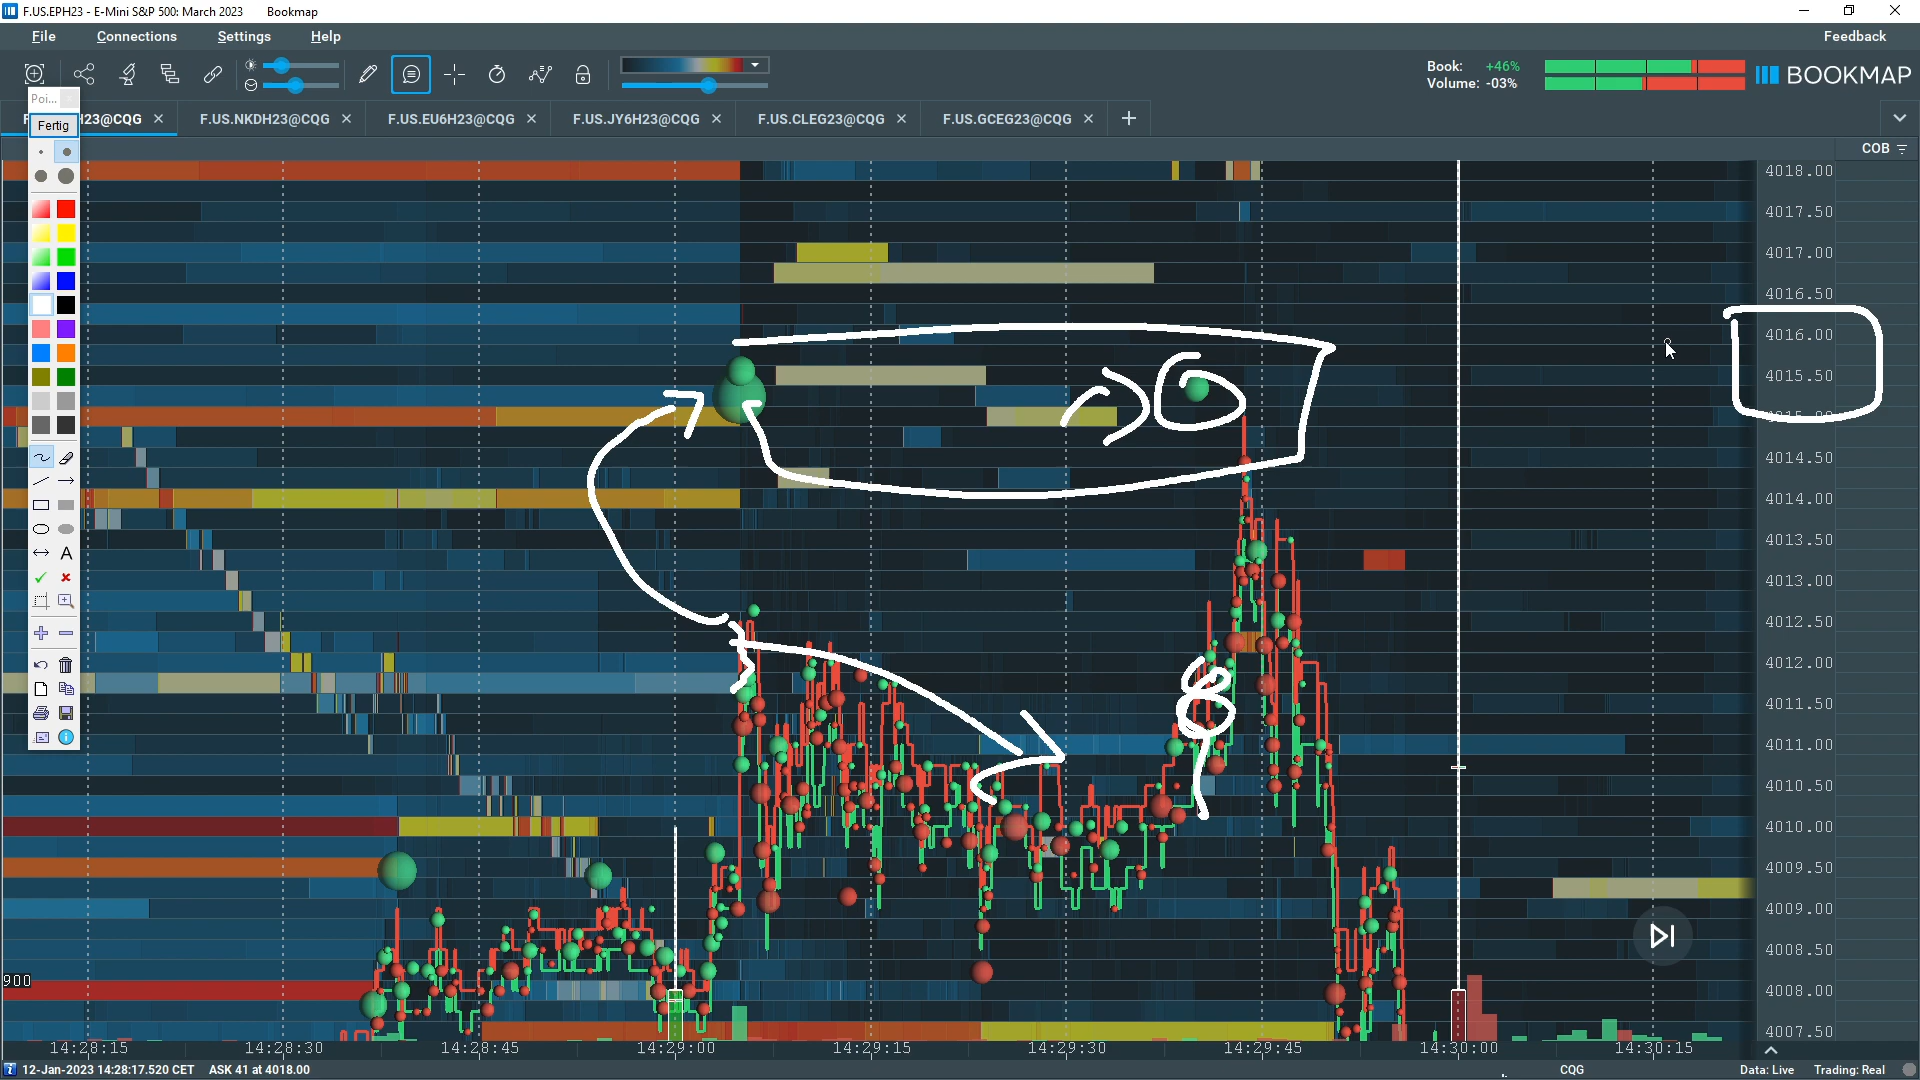 F.US.EPH23 - E-Mini S&P 500: March 2023 Bookmap
File Connections Settings Help Feedback
Book: +46%
Volume: -03%
BOOKMAP
Poi...
Fertig
H23@CQG F.US.NKDH23@CQG F.US.EU6H23@CQG F.US.JY6H23@CQG F.US.CLEG23@CQG F.US.GCEG23@CQG
COB
4018.00
4017.50
4017.00
4016.50
4016.00
4015.50
4014.50
4014.00
4013.50
4013.00
4012.50
4012.00
4011.50
4011.00
4010.50
4010.00
4009.50
4009.00
4008.50
4008.00
4007.50
A
900
14:28:15 14:28:30 14:28:45 14:29:00 14:29:15 14:29:30 14:29:45 14:30:00 14:30:15
12-Jan-2023 14:28:17.520 CET ASK 41 at 4018.00 CQG Data: Live Trading: Real